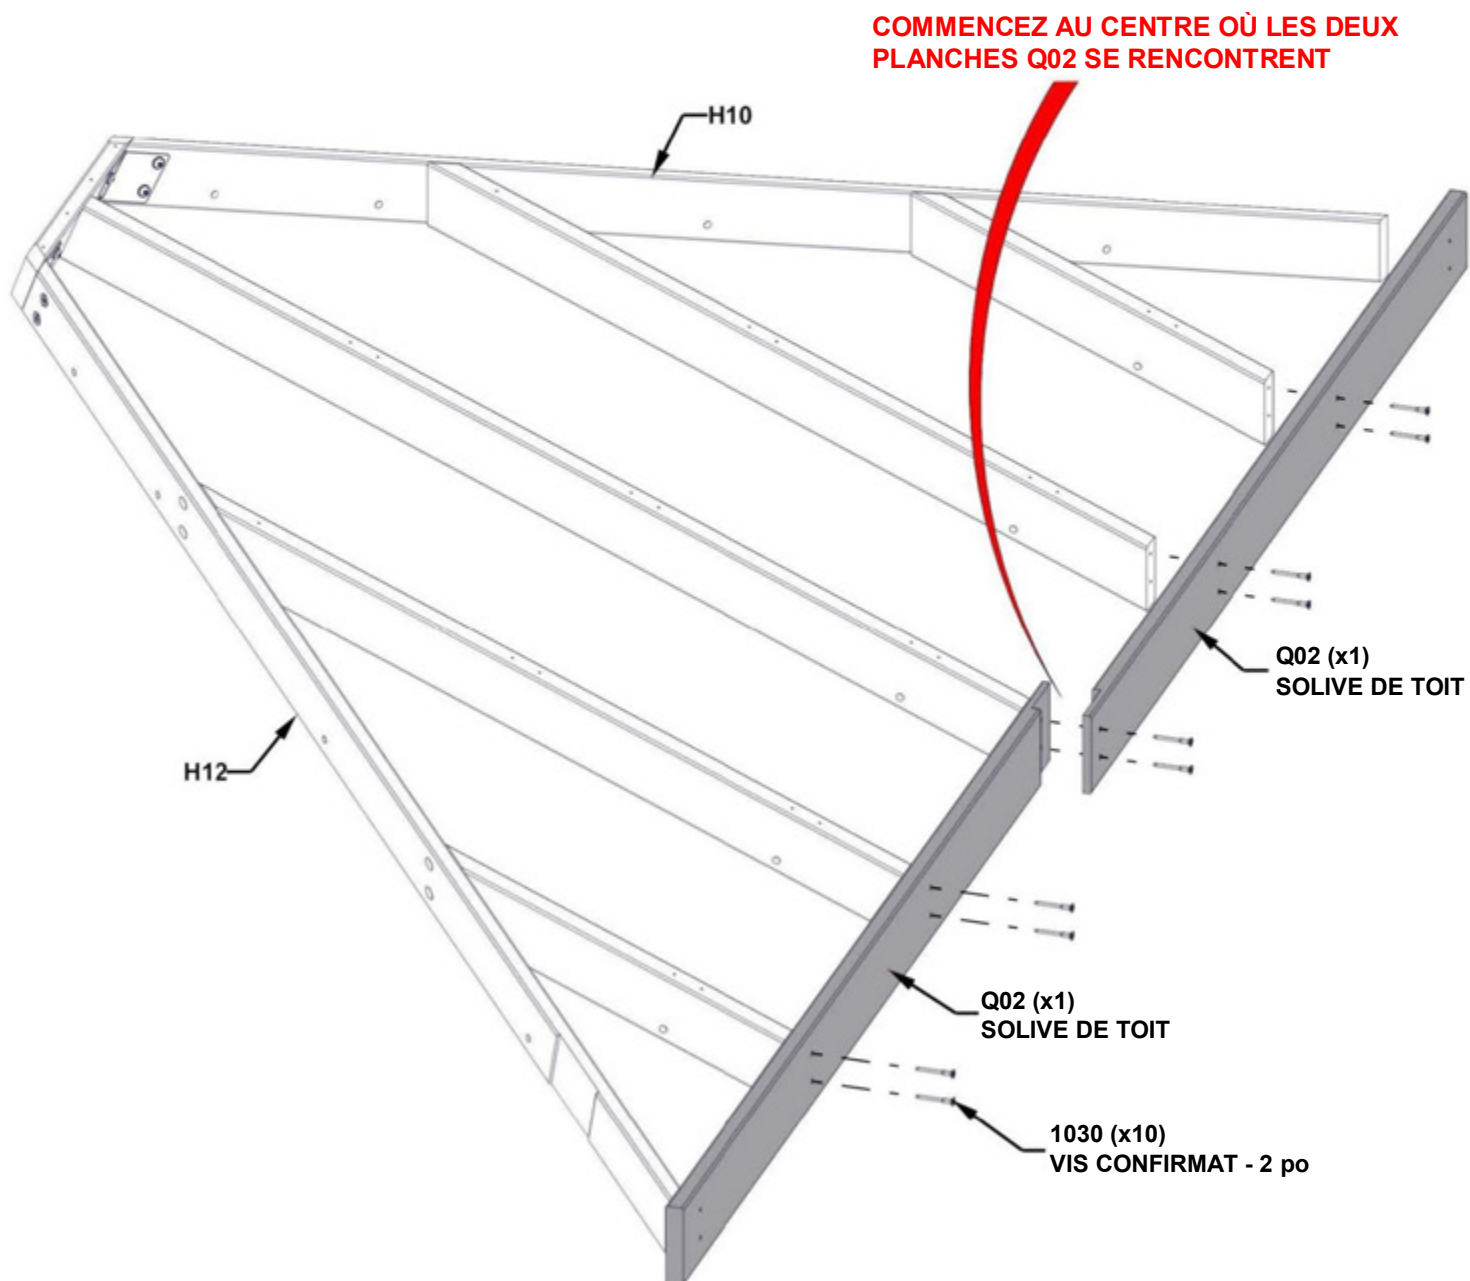 COMMENCEZ AU CENTRE OÙ LES DEUX
PLANCHES Q02 SE RENCONTRENT
H10
Q02 (x1)
SOLIVE DE TOIT
H12
Q02 (x1)
SOLIVE DE TOIT
1030 (x10)
VIS CONFIRMAT - 2 po